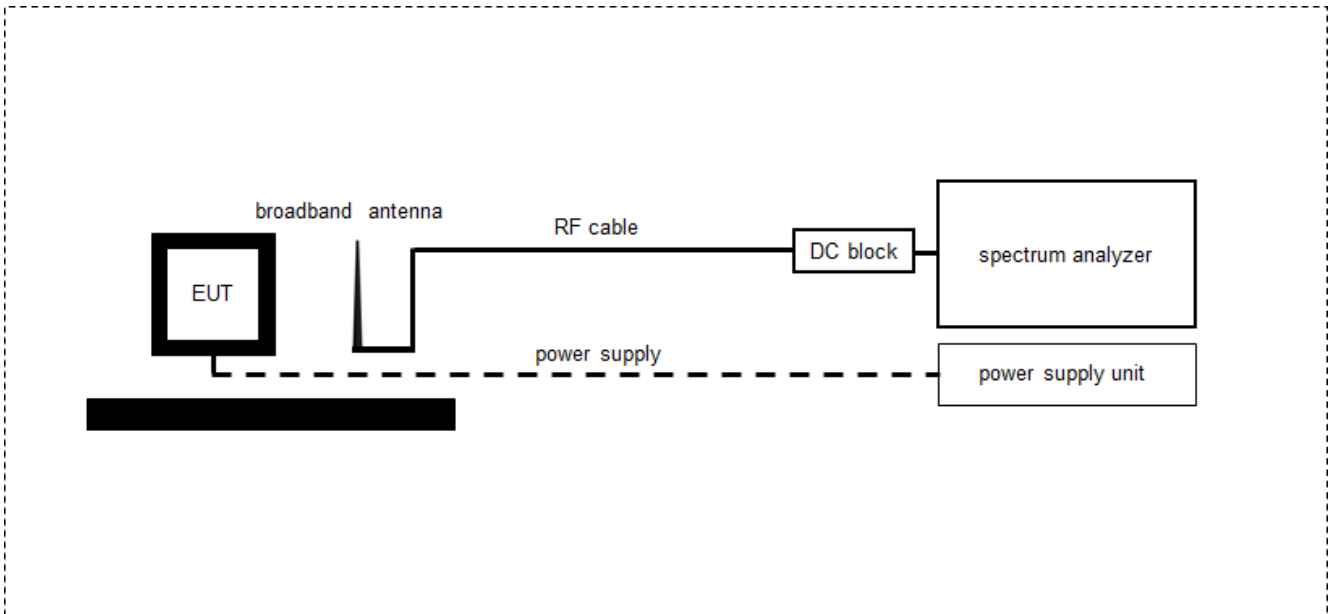 broadband antenna
RF cable
DC block
spectrum analyzer
EUT
power supply
power supply unit